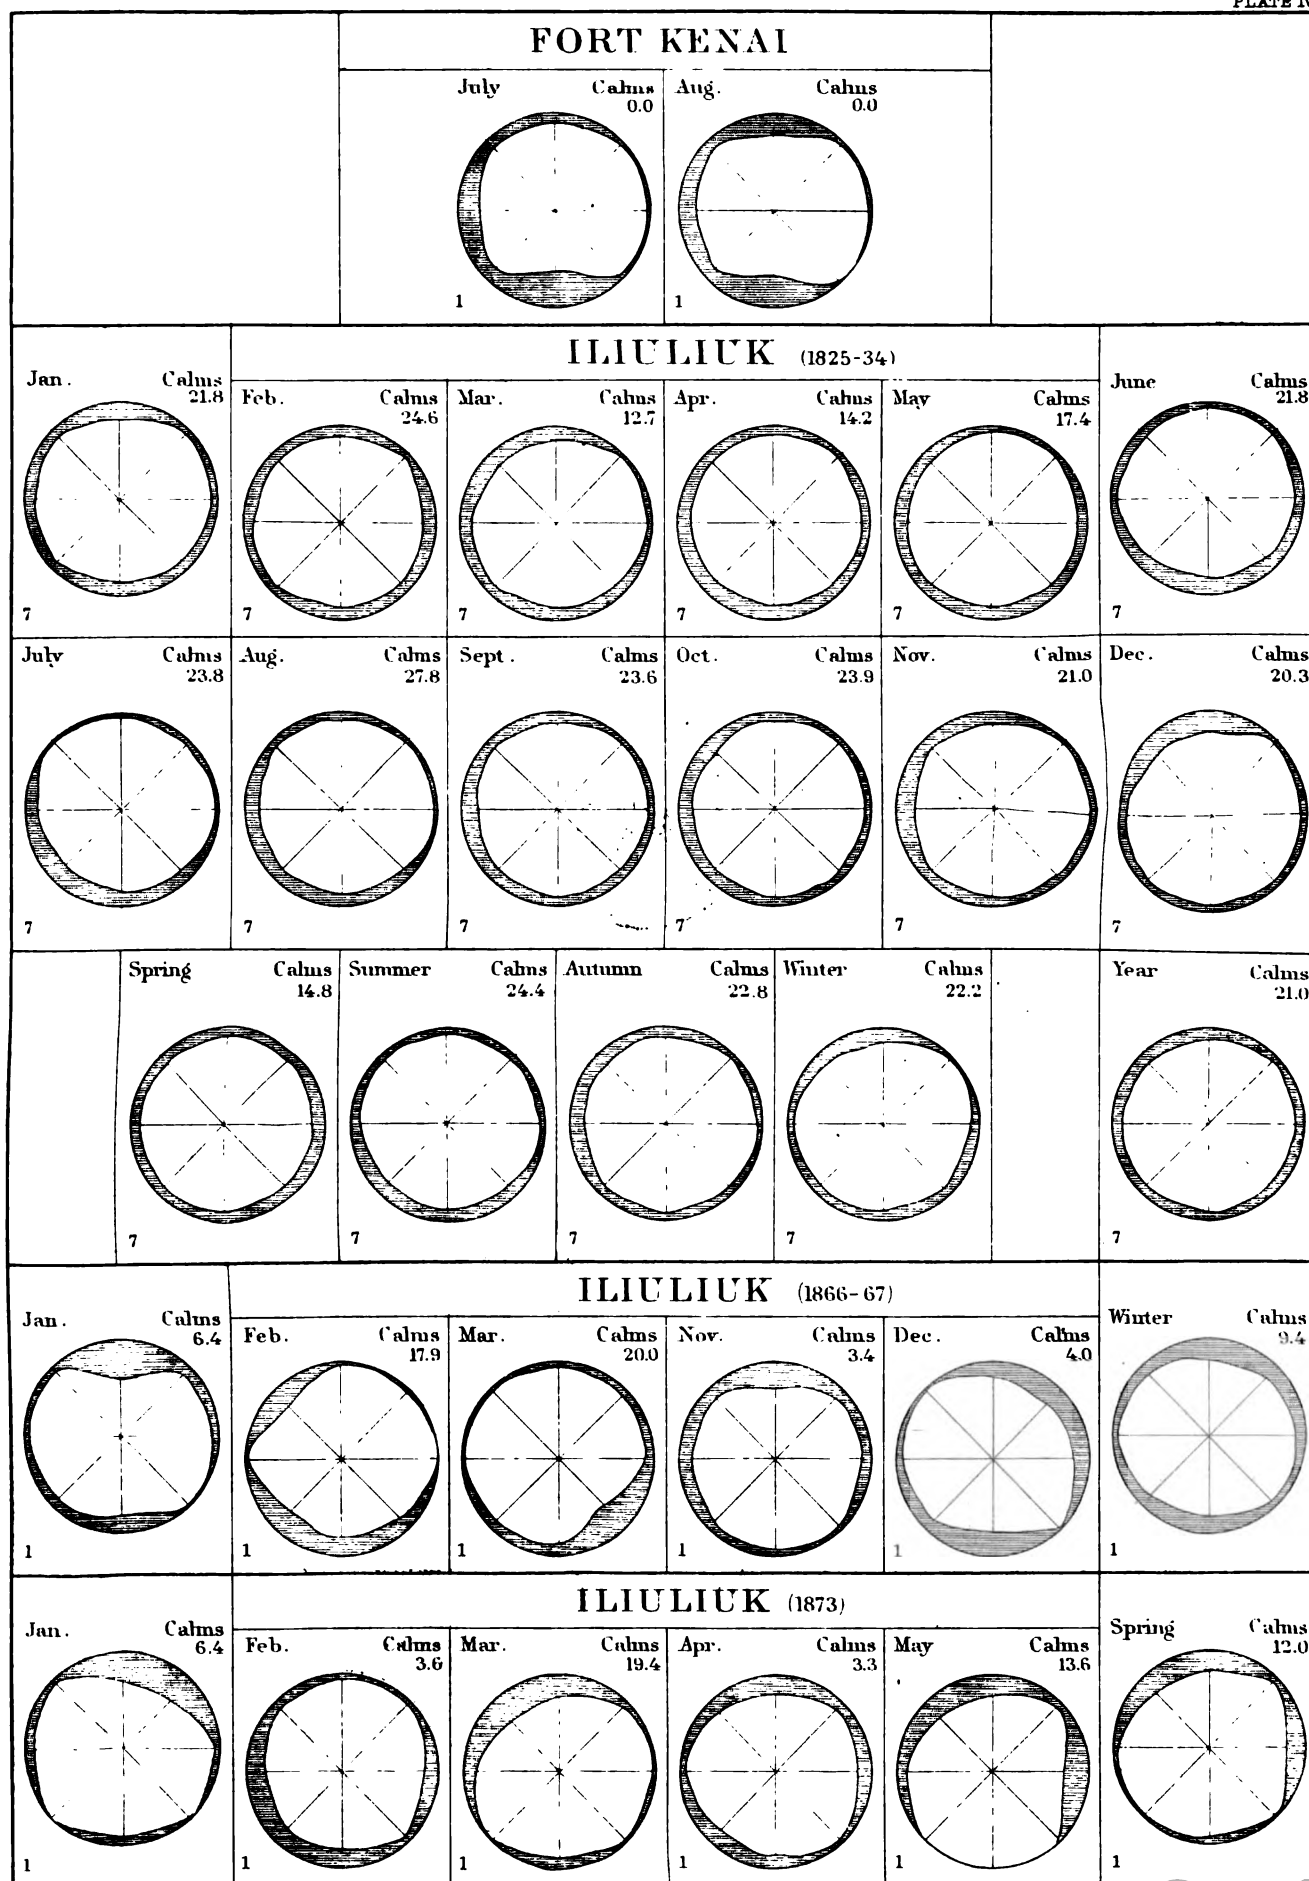 FORT KENAI
July Calms Aug. Calms
0.0 0.0
1 1
ILIULIUK (1825-34)
Jan. Calms June Calms
21.8 21.8
Feb. Calms Mar. Calms Apr. Calms May Calms
24.6 12.7 14.2 17.4
7 7 7 7 7 7
July Calms Aug. Calms Sept. Calms Oct. Calms Nov. Calms Dec. Calms
23.8 27.8 23.6 23.9 21.0 20.3
7 7 7 7 7 7
Spring Calms Summer Calms Autumn Calms Winter Calms Year Calms
14.8 24.4 22.8 22.2 21.0
7 7 7 7 7
ILIULIUK (1866-67)
Jan. Calms Winter Calms
6.4 9.4
Feb. Calms Mar. Calms Nov. Calms Dec. Calms
17.9 20.0 3.4 4.0
1 1 1 1 1 1
ILIULIUK (1873)
Jan. Calms Spring Calms
6.4 12.0
Feb. Calms Mar. Calms Apr. Calms May Calms
3.6 19.4 3.3 13.6
1 1 1 1 1 1